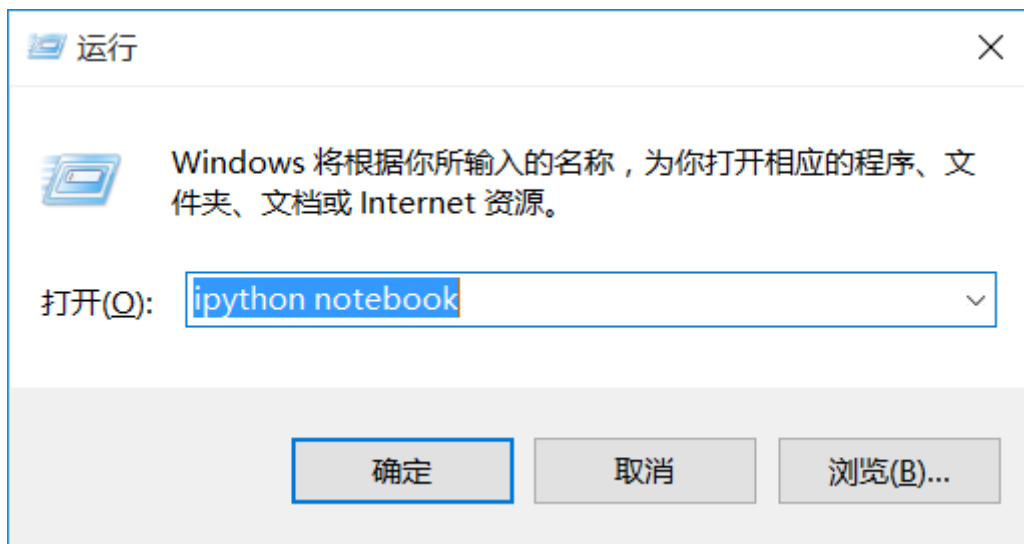 运行
Windows 将根据你所输入的名称，为你打开相应的程序、文
件夹、文档或 Internet 资源。
打开(O): ipython notebook
确定 取消 浏览(B)...